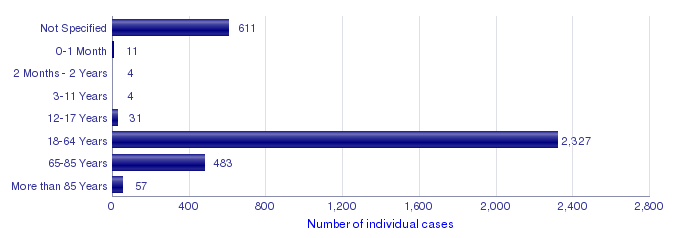 Not Specified 611
0-1 Month 11
2 Months - 2 Years 4
3-11 Years 4
12-17 Years 31
18-64 Years 2,327
65-85 Years 483
More than 85 Years 57
0 400 800 1,200 1,600 2,000 2,400 2,800
Number of individual cases